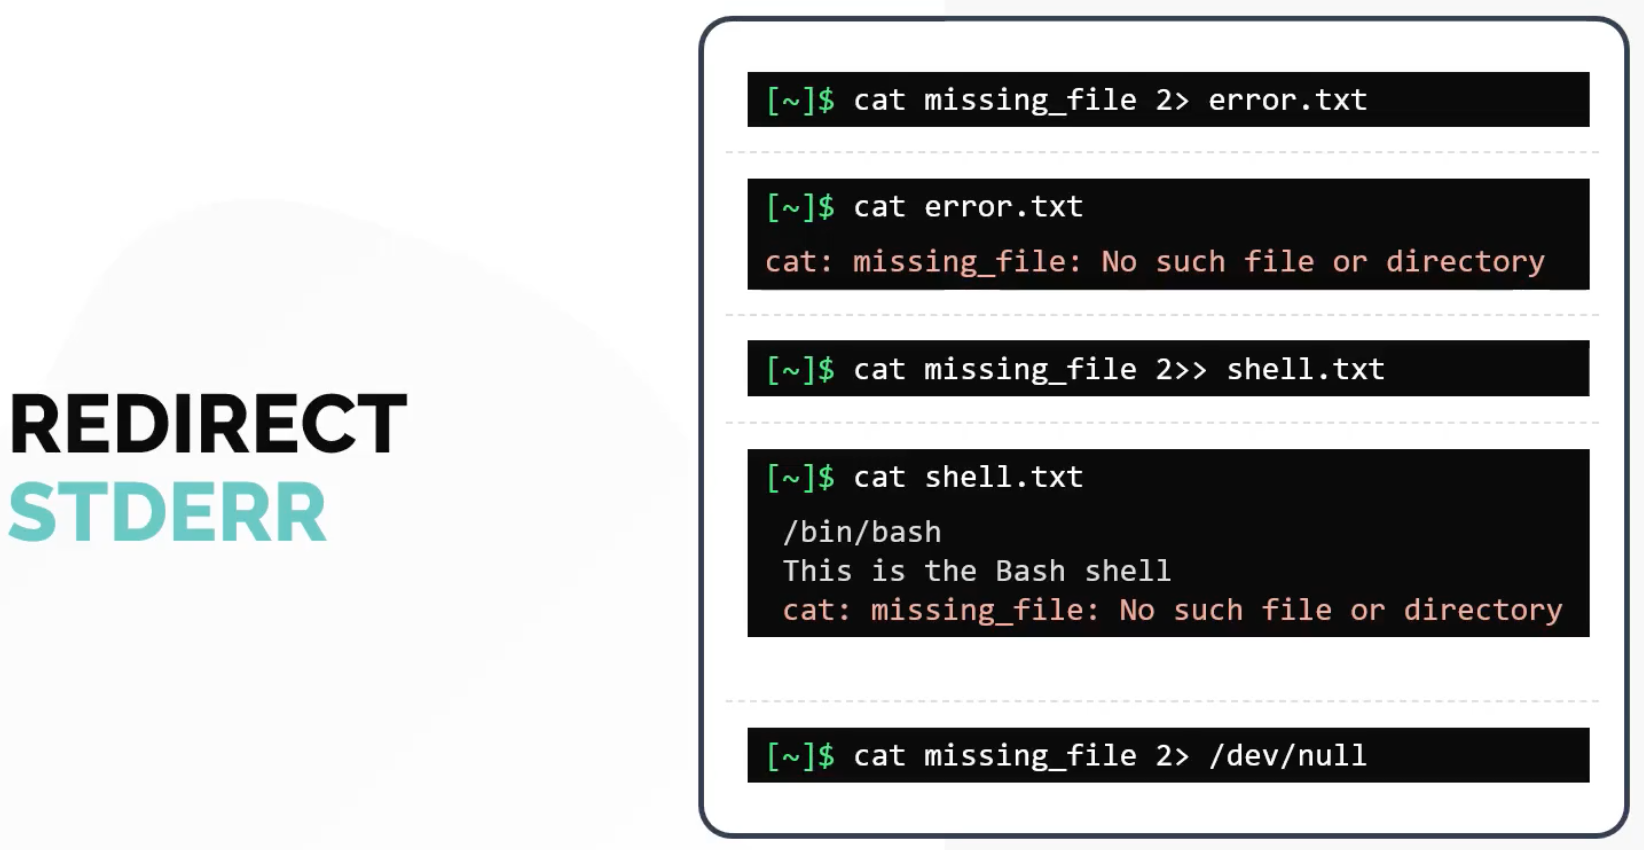 REDIRECT
STDERR
[~]$ cat missing_file 2> error.txt
[~]$ cat error.txt
cat: missing_file: No such file or directory
[~]$ cat missing_file 2>> shell.txt
[~]$ cat shell.txt
/bin/bash
This is the Bash shell
cat: missing_file: No such file or directory
[~]$ cat missing_file 2> /dev/null